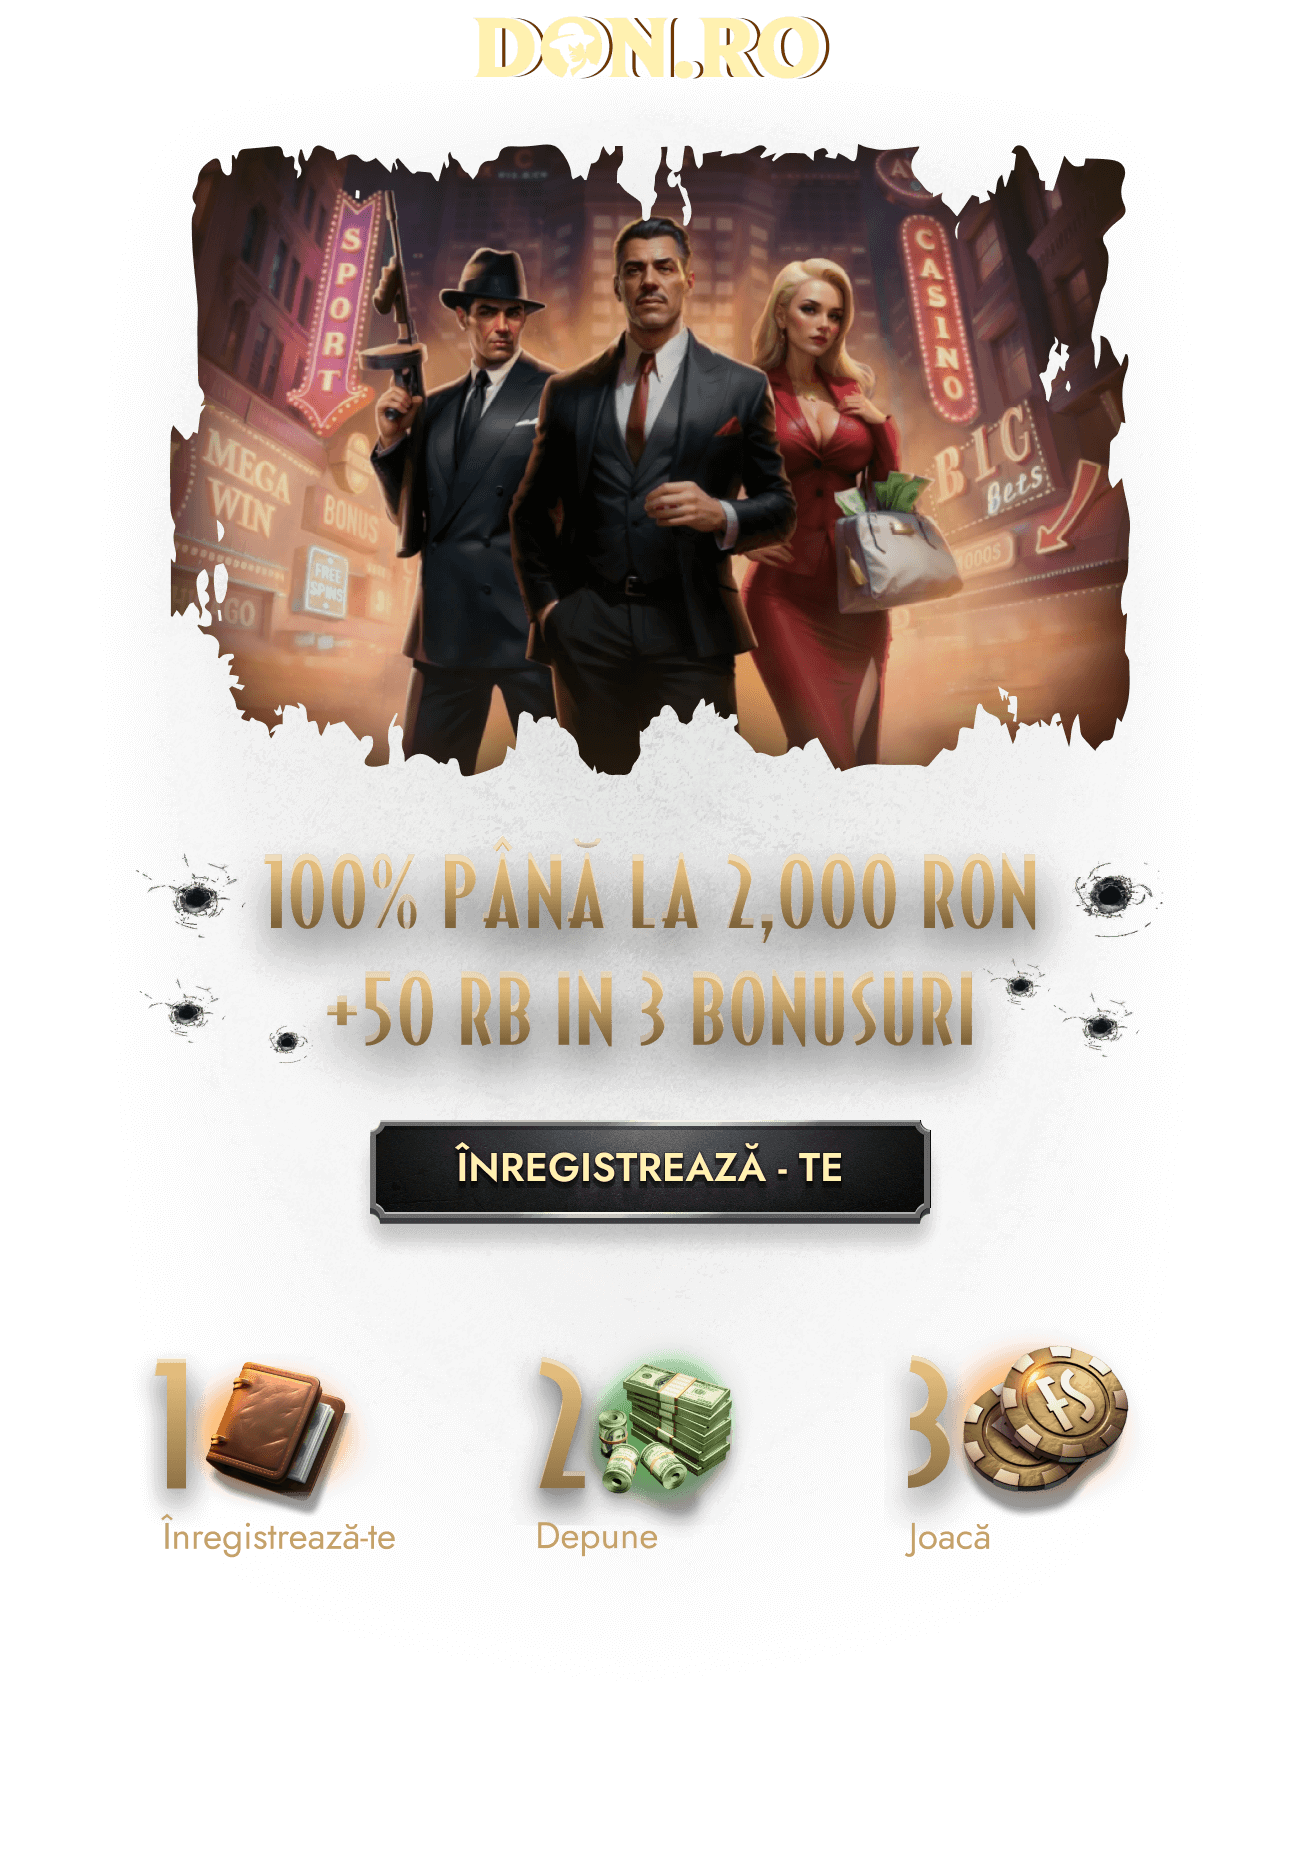 DON.RO
SPORT
CASINO
MEGA
WIN
BONUS
FREE
SPINS
BIG
Bets
100% PÂNĂ LA 2,000 RON
+50 RB IN 3 BONUSURI
ÎNREGISTREAZĂ - TE
1
2
3
FS
Înregistrează-te
Depune
Joacă